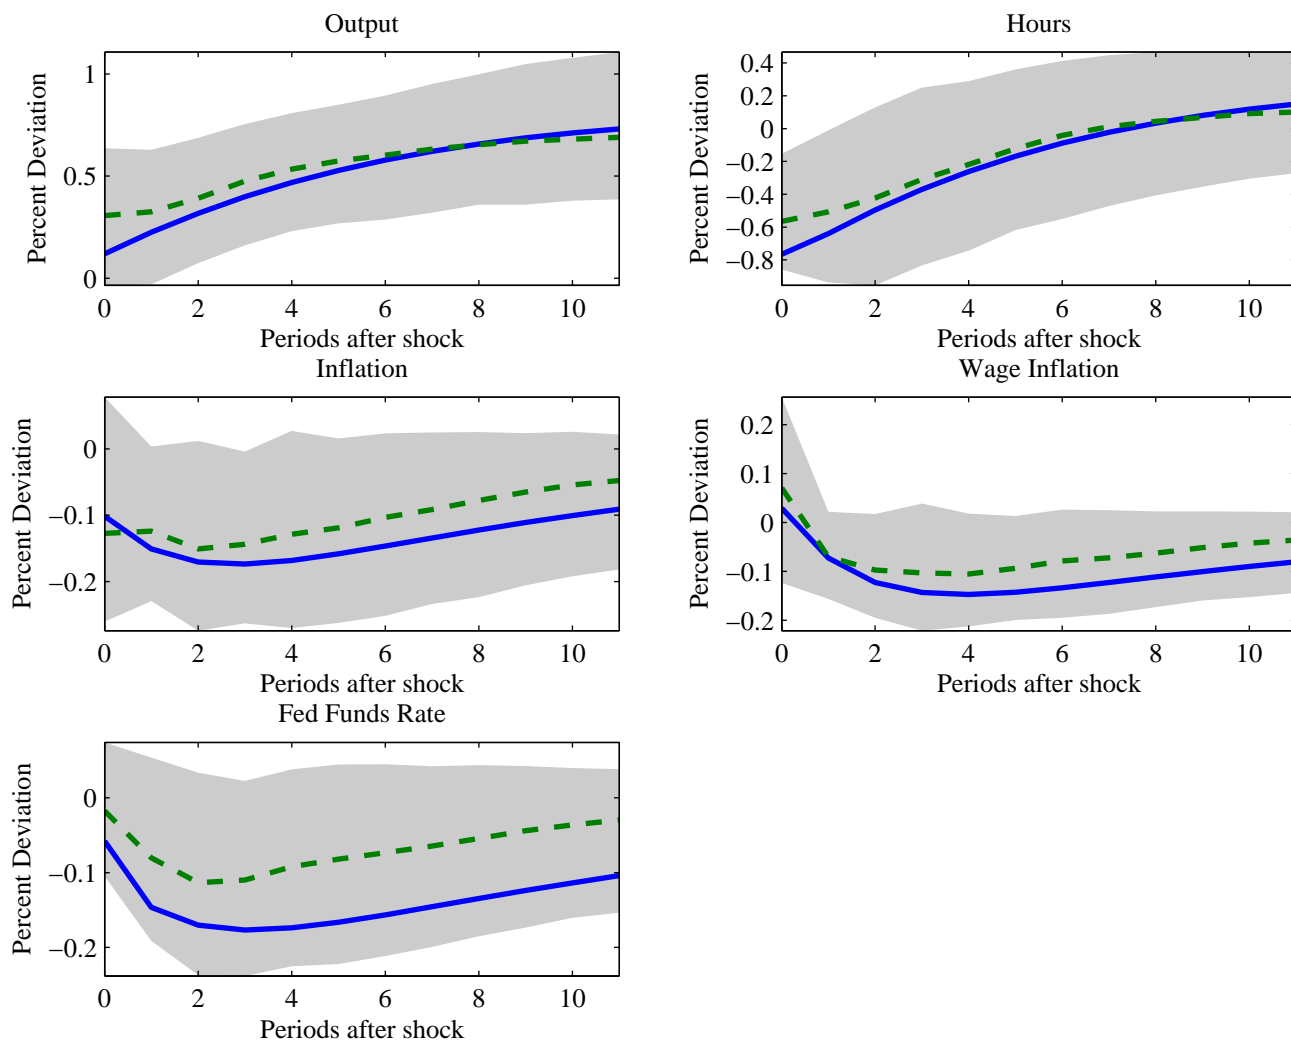 Output
Percent Deviation
1
0.5
0
0 2 4 6 8 10
Periods after shock
Hours
Percent Deviation
0.4
0.2
0
−0.2
−0.4
−0.6
−0.8
0 2 4 6 8 10
Periods after shock
Inflation
Percent Deviation
0
−0.1
−0.2
0 2 4 6 8 10
Periods after shock
Wage Inflation
Percent Deviation
0.2
0.1
0
−0.1
−0.2
0 2 4 6 8 10
Periods after shock
Fed Funds Rate
Percent Deviation
0
−0.1
−0.2
0 2 4 6 8 10
Periods after shock